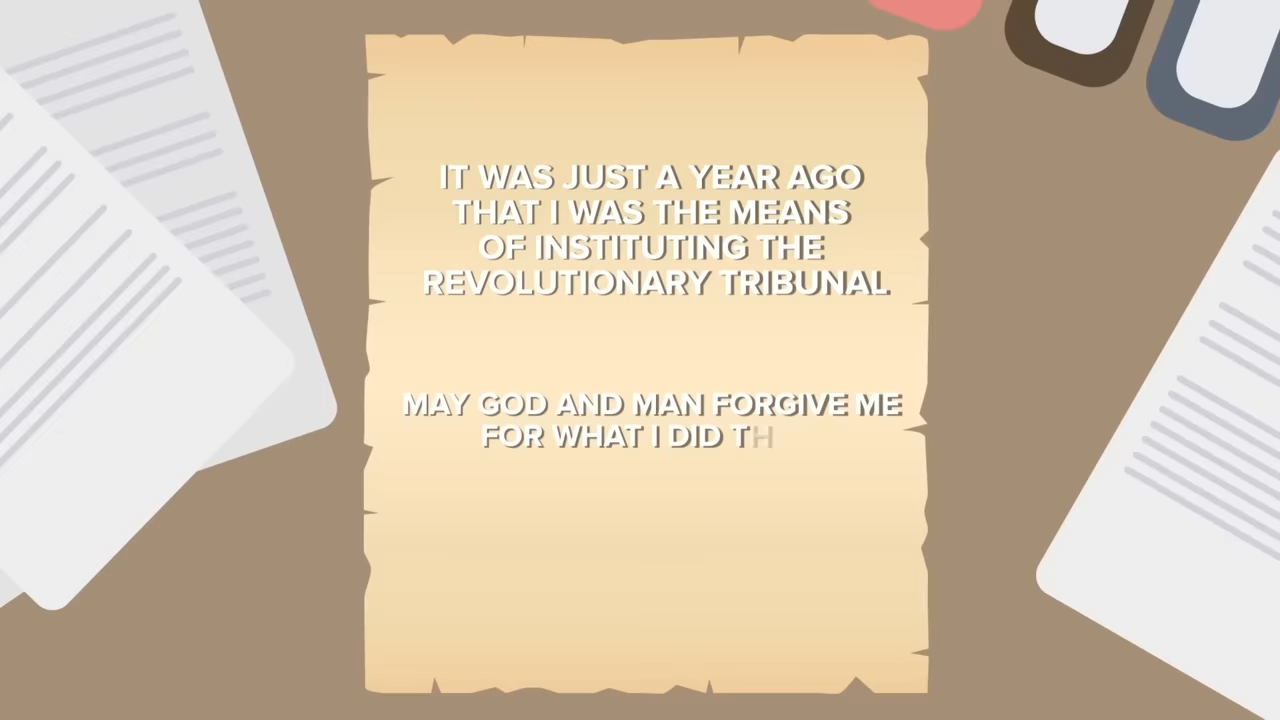 IT WAS JUST A YEAR AGO
THAT I WAS THE MEANS
OF INSTITUTING THE
REVOLUTIONARY TRIBUNAL
MAY GOD AND MAN FORGIVE ME
FOR WHAT I DID TH